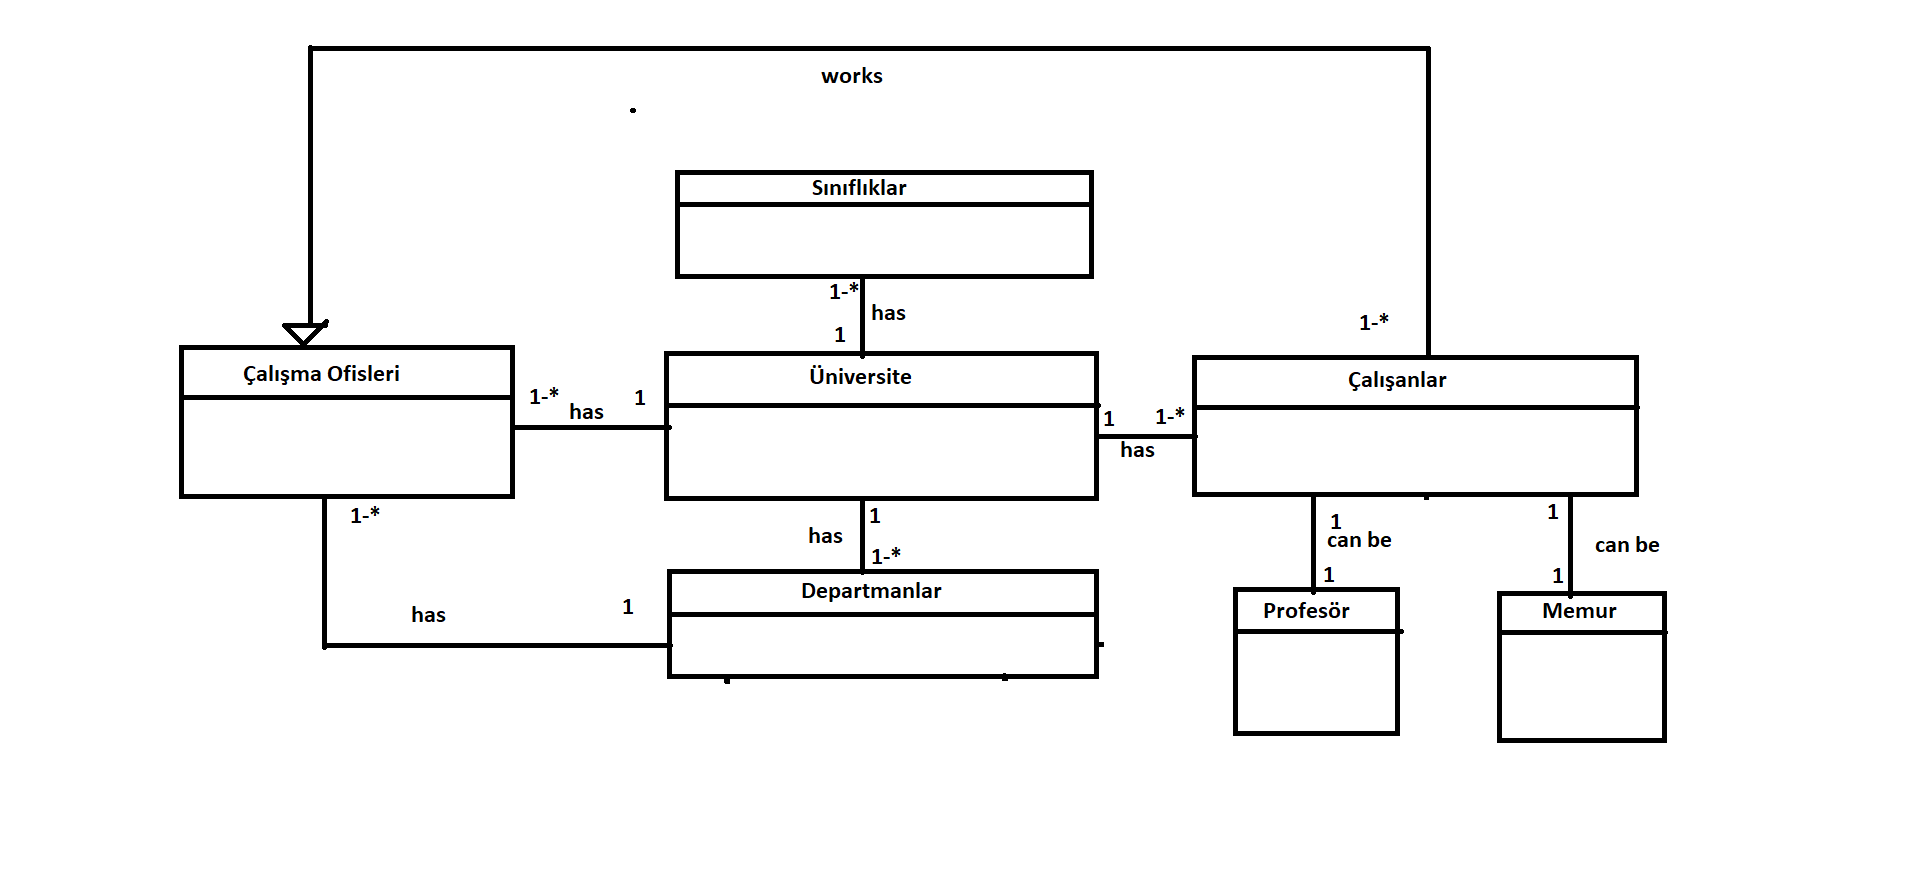 works
Sınıflıklar
1-*
has
1
Çalışma Ofisleri
1-*
has
1
Üniversite
1
1-*
has
1-*
Çalışanlar
1-*
has
1
1
has
1-*
Departmanlar
1
can be
1
Profesör
1
can be
1
Memur